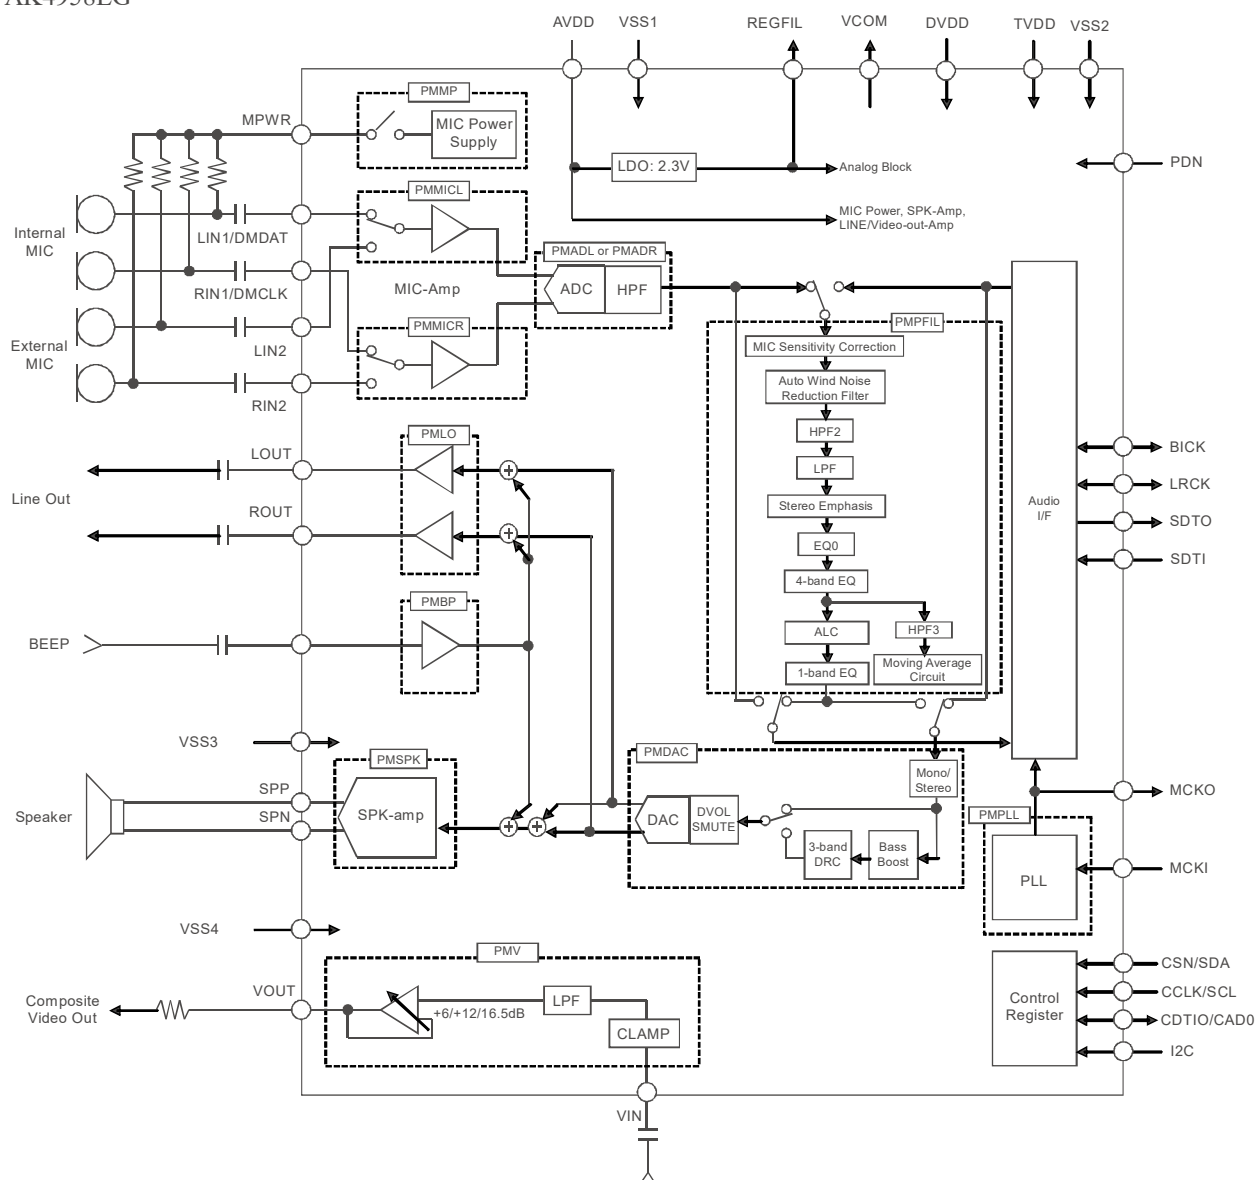 AK4958EG
AVDD
VSS1
REGFIL
VCOM
DVDD
TVDD
VSS2
PMMP
MPWR
MIC Power
Supply
LDO: 2.3V
Analog Block
PDN
PMMICL
MIC Power, SPK-Amp,
LINE/Video-out-Amp
Internal
MIC
LIN1/DMDAT
PMADL or PMADR
RIN1/DMCLK
MIC-Amp
ADC
HPF
External
MIC
PMMICR
LIN2
RIN2
PMPFIL
MIC Sensitivity Correction
Auto Wind Noise
Reduction Filter
HPF2
LPF
Stereo Emphasis
EQ0
4-band EQ
ALC
HPF3
1-band EQ
Moving Average
Circuit
Audio
I/F
BICK
LRCK
SDTO
SDTI
PMLO
LOUT
Line Out
ROUT
PMBP
BEEP
VSS3
PMSPK
SPP
Speaker
SPN
SPK-amp
PMDAC
Mono/
Stereo
DAC
DVOL
SMUTE
3-band
DRC
Bass
Boost
MCKO
PMPLL
PLL
MCKI
VSS4
PMV
VOUT
Composite
Video Out
+6/+12/16.5dB
LPF
CLAMP
VIN
Control
Register
CSN/SDA
CCLK/SCL
CDTIO/CAD0
I2C